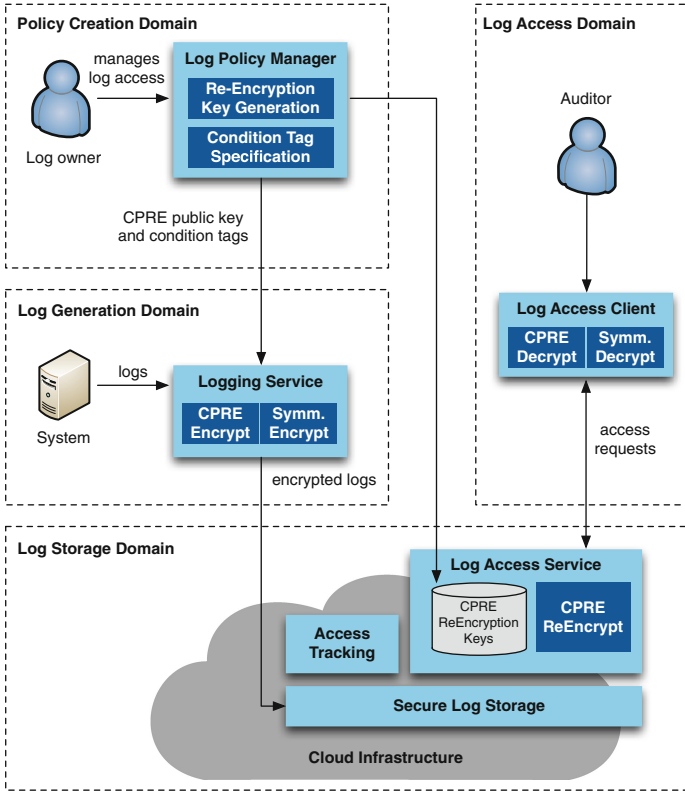 Policy Creation Domain
manages
log access
Log owner
Log Policy Manager
Re-Encryption
Key Generation
Condition Tag
Specification
CPRE public key
and condition tags
Log Access Domain
Auditor
Log Access Client
CPRE
Decrypt
Symm.
Decrypt
access
requests
Log Generation Domain
logs
System
Logging Service
CPRE
Encrypt
Symm.
Encrypt
encrypted logs
Log Storage Domain
Log Access Service
CPRE
ReEncryption
Keys
CPRE
ReEncrypt
Access
Tracking
Secure Log Storage
Cloud Infrastructure